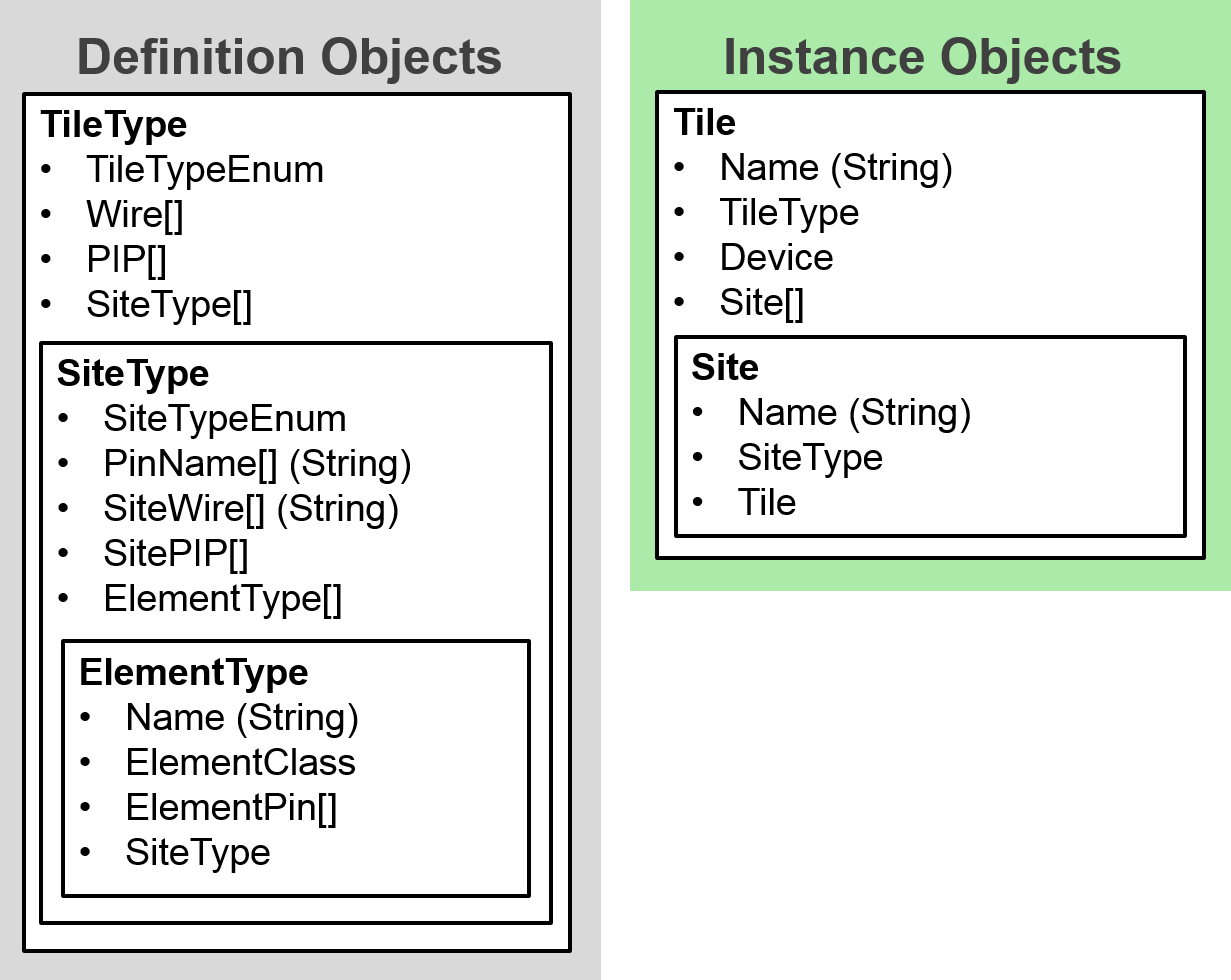 Definition Objects
TileType
• TileTypeEnum
• Wire[]
• PIP[]
• SiteType[]
SiteType
• SiteTypeEnum
• PinName[] (String)
• SiteWire[] (String)
• SitePIP[]
• ElementType[]
ElementType
• Name (String)
• ElementClass
• ElementPin[]
• SiteType
Instance Objects
Tile
• Name (String)
• TileType
• Device
• Site[]
Site
• Name (String)
• SiteType
• Tile